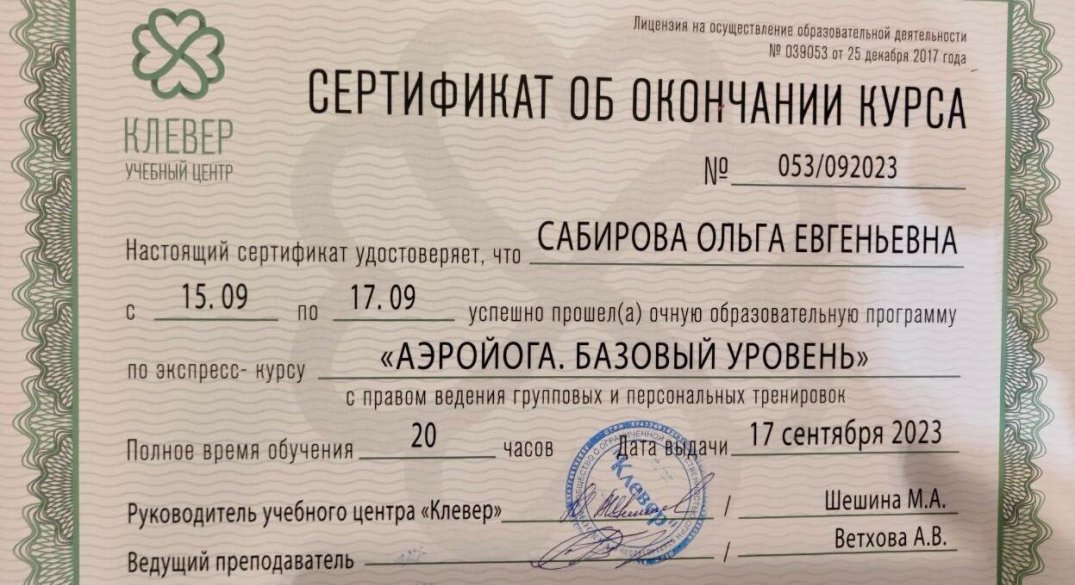 Лицензия на осуществление образовательной деятельности
№ 039053 от 25 декабря 2017 года
СЕРТИФИКАТ ОБ ОКОНЧАНИИ КУРСА
КЛЕВЕР
УЧЕБНЫЙ ЦЕНТР
№ 053/092023
Настоящий сертификат удостоверяет, что САБИРОВА ОЛЬГА ЕВГЕНЬЕВНА
с 15.09 по 17.09 успешно прошел(а) очную образовательную программу
по экспресс- курсу «АЭРОЙОГА. БАЗОВЫЙ УРОВЕНЬ»
с правом ведения групповых и персональных тренировок
Полное время обучения 20 часов Дата выдачи 17 сентября 2023
Клевер
Руководитель учебного центра «Клевер» / Шешина М.А.
Ведущий преподаватель / Ветхова А.В.